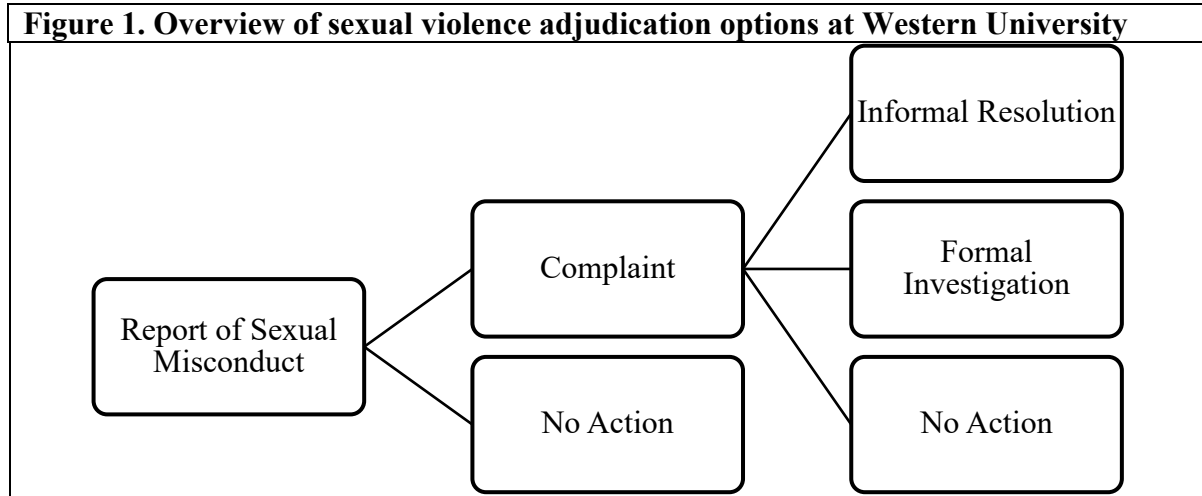 Figure 1. Overview of sexual violence adjudication options at Western University
Report of Sexual
Misconduct
Complaint
No Action
Informal Resolution
Formal
Investigation
No Action